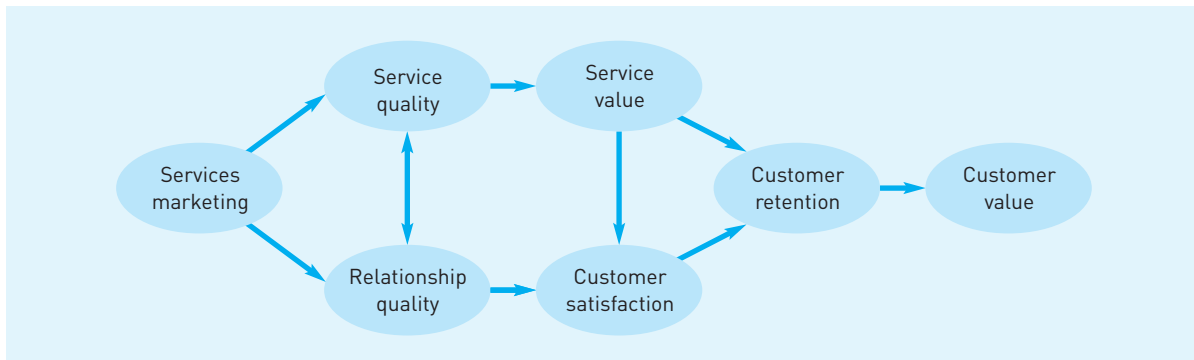 Service
quality
Service
value
Services
marketing
Customer
retention
Customer
value
Relationship
quality
Customer
satisfaction